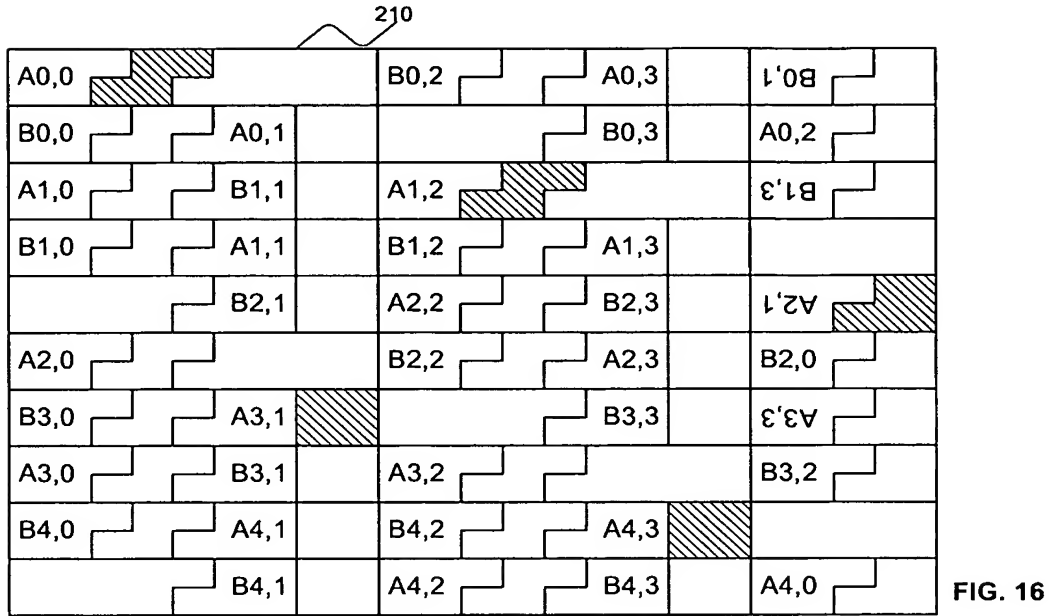 210
A0,0 B0,2 A0,3 B0,1
B0,0 A0,1 B0,3 A0,2
A1,0 B1,1 A1,2 B1,3
B1,0 A1,1 B1,2 A1,3
B2,1 A2,2 B2,3 A2,1
A2,0 B2,2 A2,3 B2,0
B3,0 A3,1 B3,3 A3,3
A3,0 B3,1 A3,2 B3,2
B4,0 A4,1 B4,2 A4,3
B4,1 A4,2 B4,3 A4,0
FIG. 16